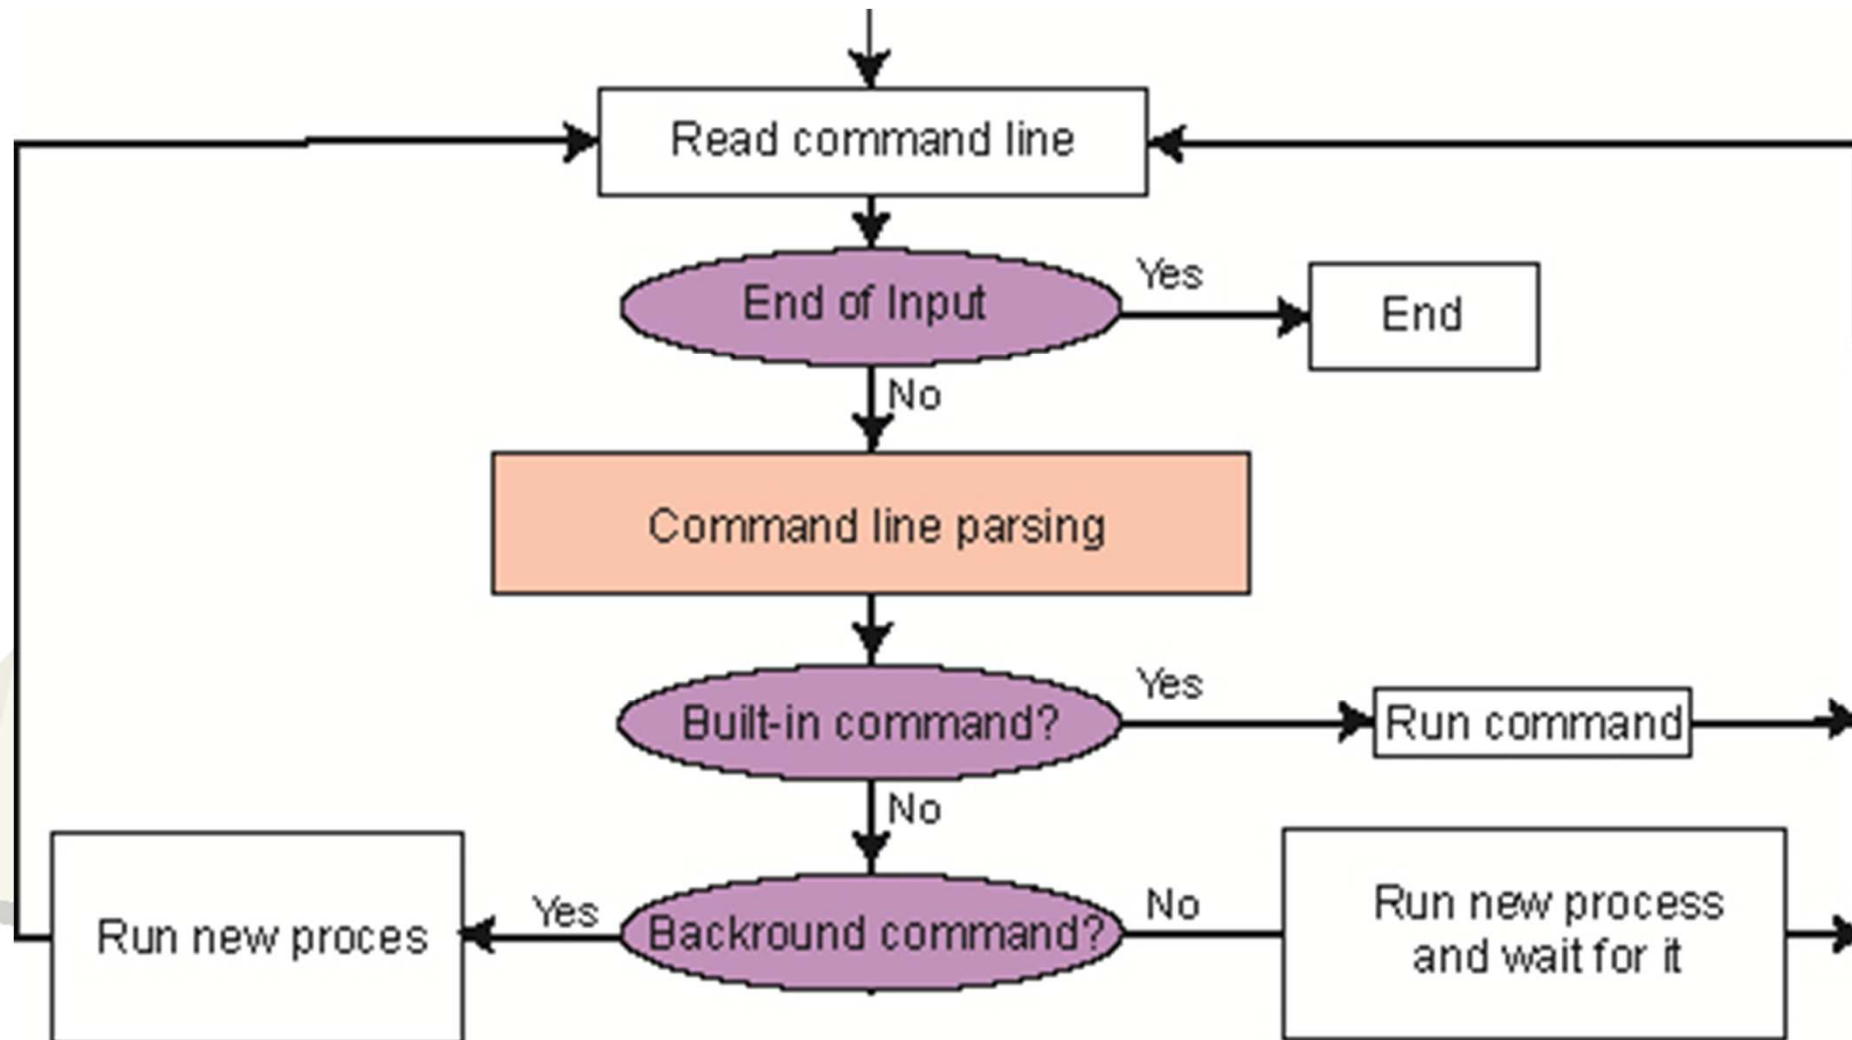 Read command line
End of Input
Yes
End
No
Command line parsing
Built-in command?
Yes
Run command
No
Run new proces
Yes
Backround command?
No
Run new process
and wait for it